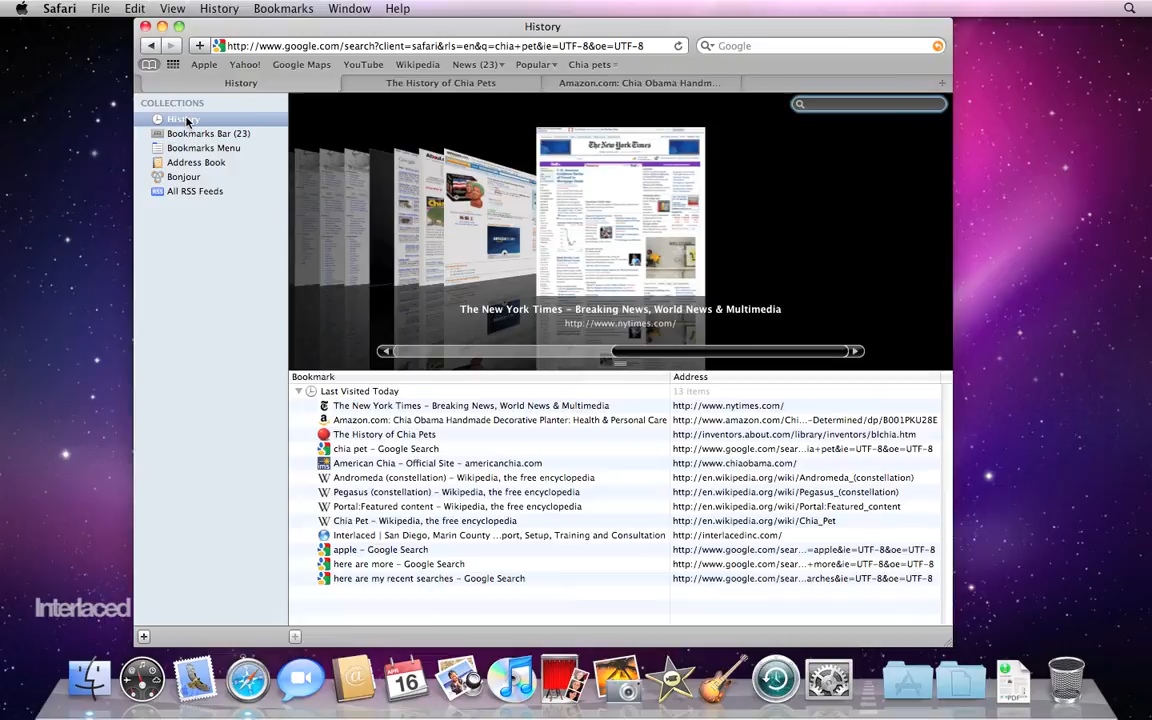 Safari File Edit View History Bookmarks Window Help
History
http://www.google.com/search?client=safari&rls=en&q=chia+pet&ie=UTF-8&oe=UTF-8
Google
Apple Yahoo! Google Maps YouTube Wikipedia News (23) Popular Chia pets
History The History of Chia Pets Amazon.com: Chia Obama Handm...
COLLECTIONS
History
Bookmarks Bar (23)
Bookmarks Menu
Address Book
Bonjour
All RSS Feeds
The New York Times
The New York Times – Breaking News, World News & Multimedia
http://www.nytimes.com/
Bookmark Address
Last Visited Today 13 items
The New York Times – Breaking News, World News & Multimedia http://www.nytimes.com/
Amazon.com: Chia Obama Handmade Decorative Planter: Health & Personal Care http://www.amazon.com/Chi...-Determined/dp/B001PKU28E
The History of Chia Pets http://inventors.about.com/library/inventors/blchia.htm
chia pet – Google Search http://www.google.com/sear...ia+pet&ie=UTF-8&oe=UTF-8
American Chia – Official Site – americanchia.com http://www.chiaobama.com/
Andromeda (constellation) – Wikipedia, the free encyclopedia http://en.wikipedia.org/wiki/Andromeda_(constellation)
Pegasus (constellation) – Wikipedia, the free encyclopedia http://en.wikipedia.org/wiki/Pegasus_(constellation)
Portal:Featured content – Wikipedia, the free encyclopedia http://en.wikipedia.org/wiki/Portal:Featured_content
Chia Pet – Wikipedia, the free encyclopedia http://en.wikipedia.org/wiki/Chia_Pet
Interlaced | San Diego, Marin County ...port, Setup, Training and Consultation http://interlacedinc.com/
apple – Google Search http://www.google.com/sear...=apple&ie=UTF-8&oe=UTF-8
here are more – Google Search http://www.google.com/sear...+more&ie=UTF-8&oe=UTF-8
here are my recent searches – Google Search http://www.google.com/sear...arches&ie=UTF-8&oe=UTF-8
Interlaced
APR
16
PDF